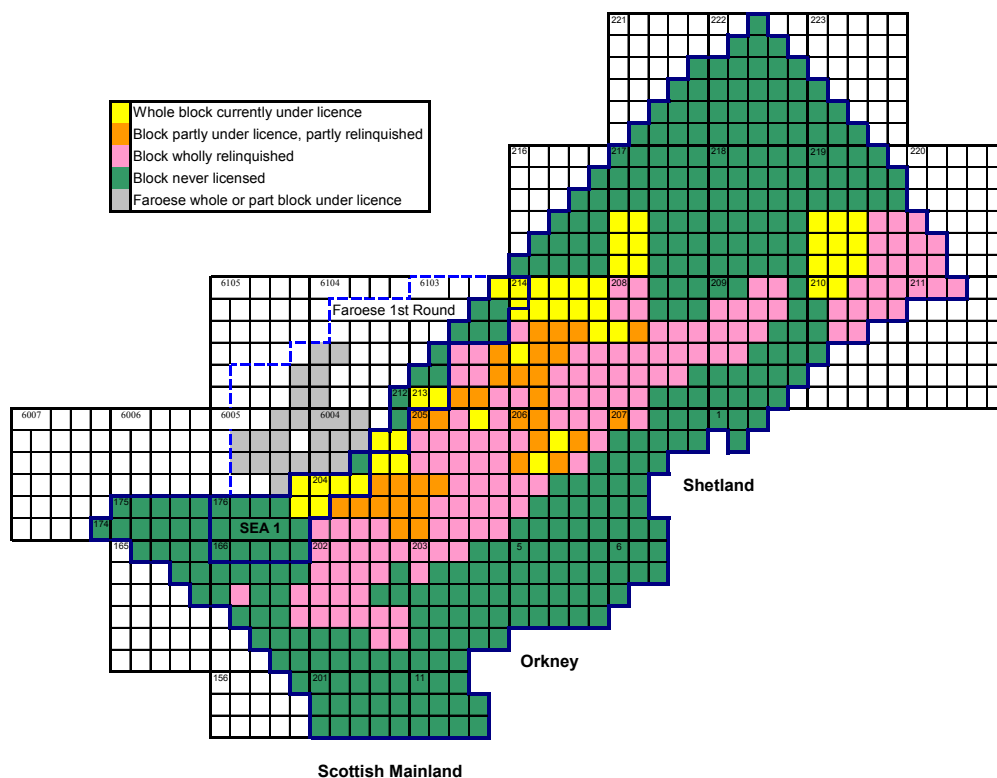 221 222 223
Whole block currently under licence
Block partly under licence, partly relinquished
Block wholly relinquished
Block never licensed
Faroese whole or part block under licence
216 217 218 219 220
6105 6104 6103 214 208 209 210 211
Faroese 1st Round
212 213
6007 6006 6005 6004 205 206 207 1
204
Shetland
175 176
174 SEA 1
165 166 202 203 5 6
Orkney
156 201 11
Scottish Mainland